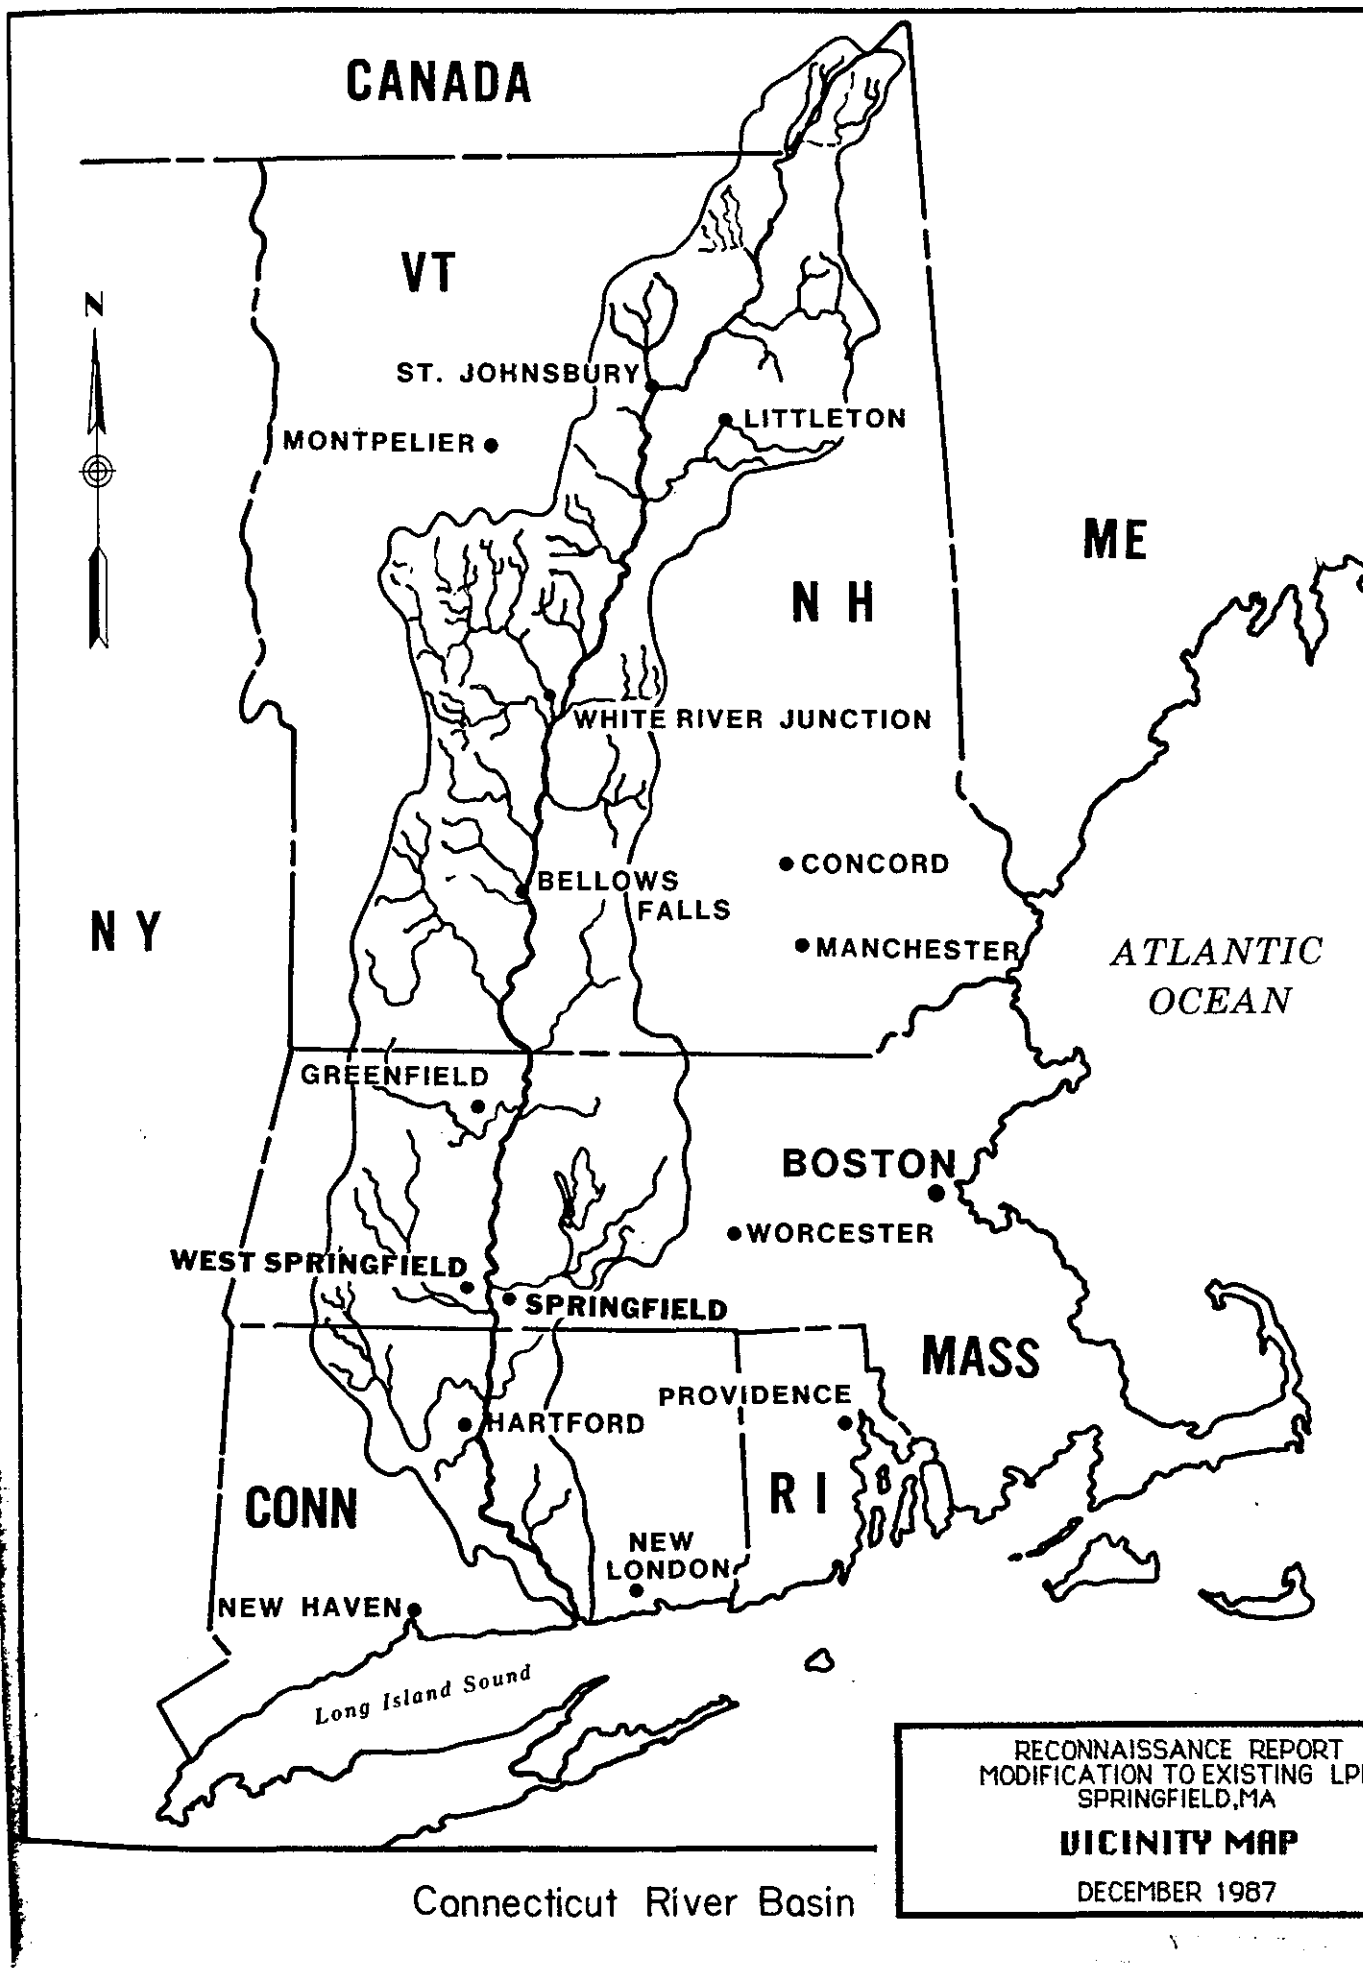 CANADA
VT
N
ST. JOHNSBURY
LITTLETON
MONTPELIER
ME
N H
WHITE RIVER JUNCTION
CONCORD
BELLOWS
FALLS
N Y
MANCHESTER
ATLANTIC
OCEAN
GREENFIELD
BOSTON
WORCESTER
WEST SPRINGFIELD
SPRINGFIELD
MASS
PROVIDENCE
HARTFORD
CONN
R I
NEW
LONDON
NEW HAVEN
Long Island Sound
RECONNAISSANCE REPORT
MODIFICATION TO EXISTING
SPRINGFIELD, MA
VICINITY MAP
DECEMBER 1987
Connecticut River Basin